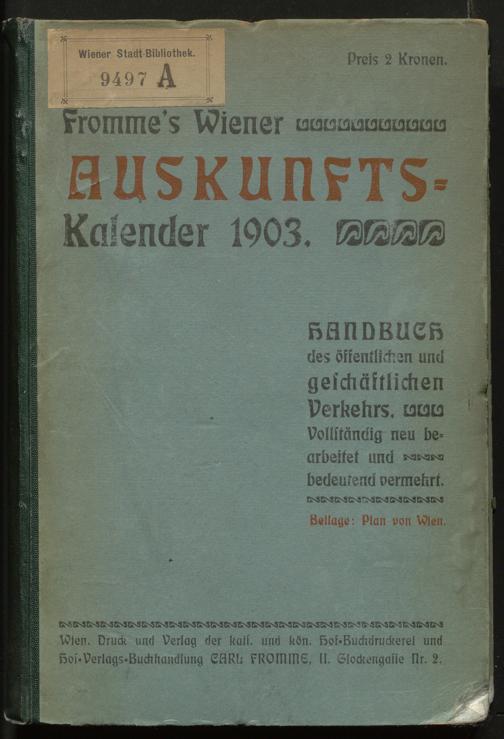 Wiener Stadt-Bibliothek.
9497 A
Preis 2 Kronen.
Fromme's Wiener
AUSKUNFTS-
Kalender 1903.
HANDBUCH
des öffentlichen und
geschäftlichen
Verkehrs.
Vollständig neu be-
arbeitet und
bedeutend vermehrt.
Beilage: Plan von Wien.
Wien. Druck und Verlag der kais. und kön. Hof-Buchdruckerei und
Hof-Verlags-Buchhandlung CARL FROMME, II. Glockengasse Nr. 2.